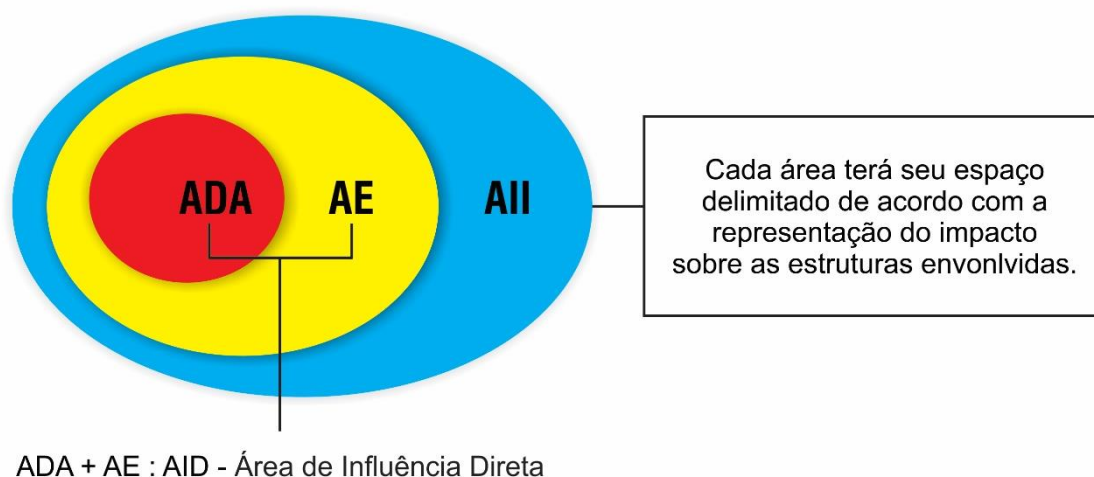 ADA AE AII
Cada área terá seu espaço
delimitado de acordo com a
representação do impacto
sobre as estruturas envonlvidas.
ADA + AE : AID - Área de Influência Direta